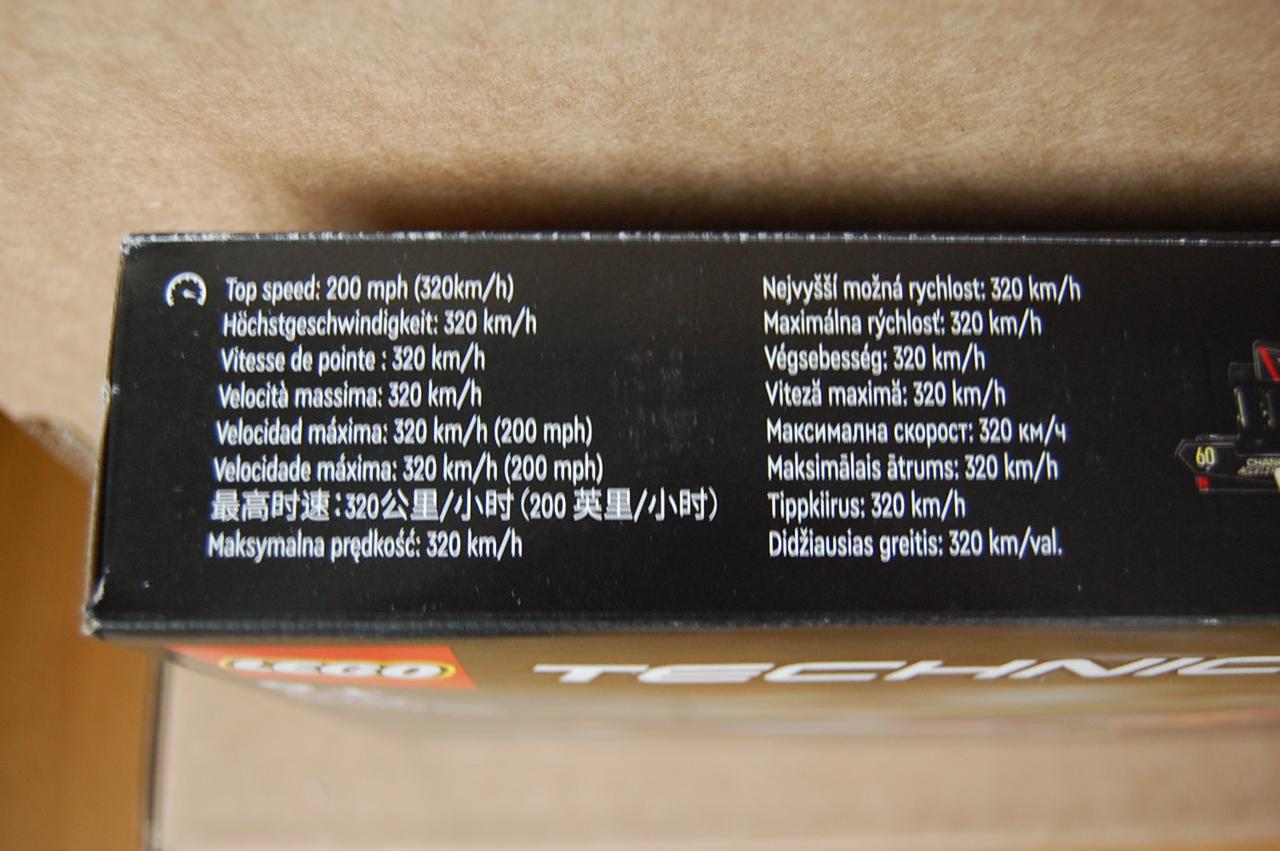 Top speed: 200 mph (320km/h)
Höchstgeschwindigkeit: 320 km/h
Vitesse de pointe : 320 km/h
Velocità massima: 320 km/h
Velocidad máxima: 320 km/h (200 mph)
Velocidade máxima: 320 km/h (200 mph)
最高时速：320公里/小时（200 英里/小时）
Maksymalna prędkość: 320 km/h
Nejvyšší možná rychlost: 320 km/h
Maximálna rýchlosť: 320 km/h
Végsebesség: 320 km/h
Viteză maximă: 320 km/h
Максимална скорост: 320 км/ч
Maksimālais ātrums: 320 km/h
Tippkiirus: 320 km/h
Didžiausias greitis: 320 km/val.
60
LEGO
TECHNIC